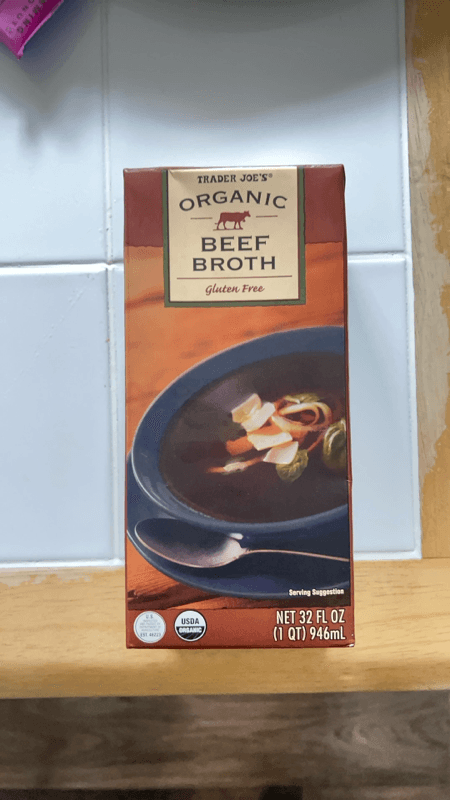 TRADER JOE'S®
ORGANIC
BEEF
BROTH
Gluten Free
Serving Suggestion
NET 32 FL OZ
(1 QT) 946mL
USDA
ORGANIC
U.S.